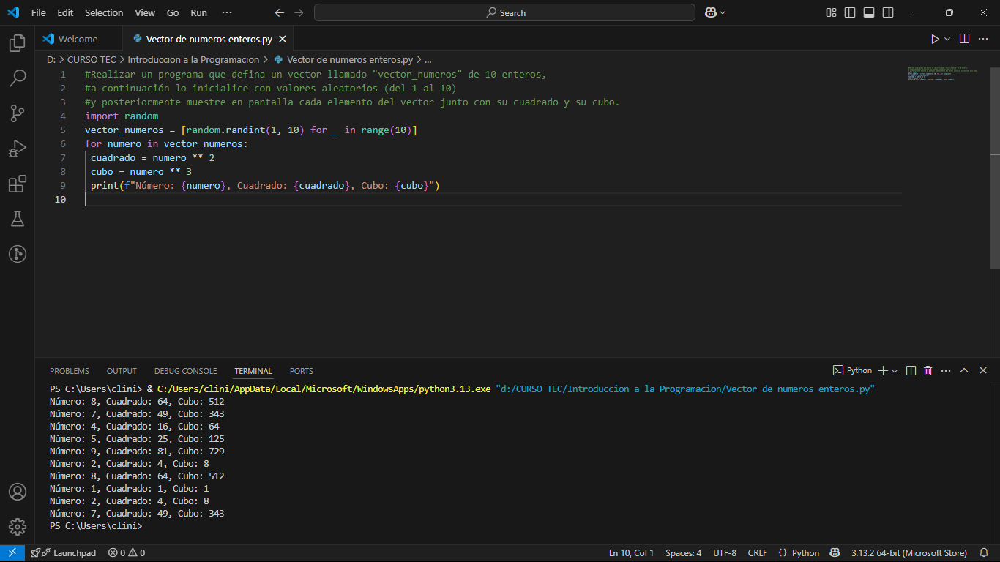 File Edit Selection View Go Run ··· Search
Welcome Vector de numeros enteros.py
D: > CURSO TEC > Introduccion a la Programacion > Vector de numeros enteros.py > ...
1 #Realizar un programa que defina un vector llamado "vector_numeros" de 10 enteros,
2 #a continuación lo inicialice con valores aleatorios (del 1 al 10)
3 #y posteriormente muestre en pantalla cada elemento del vector junto con su cuadrado y su cubo.
4 import random
5 vector_numeros = [random.randint(1, 10) for _ in range(10)]
6 for numero in vector_numeros:
7 cuadrado = numero ** 2
8 cubo = numero ** 3
9 print(f"Número: {numero}, Cuadrado: {cuadrado}, Cubo: {cubo}")
10
PROBLEMS OUTPUT DEBUG CONSOLE TERMINAL PORTS Python
PS C:\Users\clini> & C:/Users/clini/AppData/Local/Microsoft/WindowsApps/python3.13.exe "d:/CURSO TEC/Introduccion a la Programacion/Vector de numeros enteros.py"
Número: 8, Cuadrado: 64, Cubo: 512
Número: 7, Cuadrado: 49, Cubo: 343
Número: 4, Cuadrado: 16, Cubo: 64
Número: 5, Cuadrado: 25, Cubo: 125
Número: 9, Cuadrado: 81, Cubo: 729
Número: 2, Cuadrado: 4, Cubo: 8
Número: 8, Cuadrado: 64, Cubo: 512
Número: 1, Cuadrado: 1, Cubo: 1
Número: 2, Cuadrado: 4, Cubo: 8
Número: 7, Cuadrado: 49, Cubo: 343
PS C:\Users\clini>
Launchpad 0 0 Ln 10, Col 1 Spaces: 4 UTF-8 CRLF {} Python 3.13.2 64-bit (Microsoft Store)